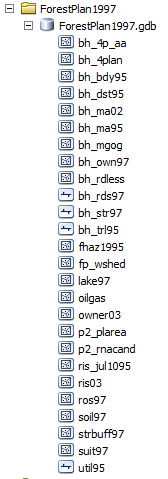 ForestPlan1997
ForestPlan1997.gdb
bh_4p_aa
bh_4plan
bh_bdy95
bh_dst95
bh_ma02
bh_ma95
bh_mgog
bh_own97
bh_rdless
bh_rds97
bh_str97
bh_trl95
fhaz1995
fp_wshed
lake97
oilgas
owner03
p2_plarea
p2_rnacand
ris_jul1095
ris03
ros97
soil97
strbuff97
suit97
util95